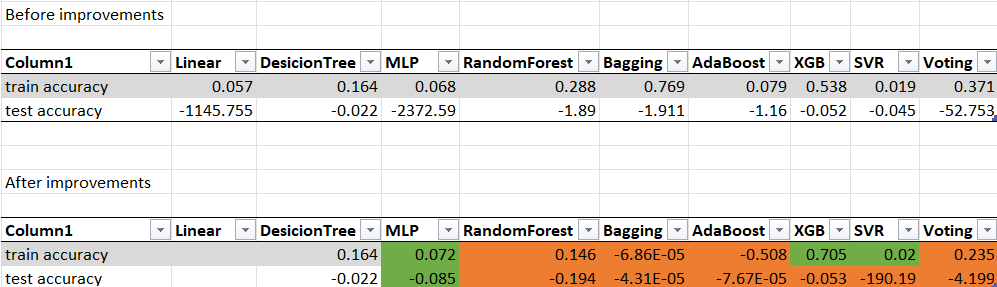 Before improvements
Column1 Linear DesicionTree MLP RandomForest Bagging AdaBoost XGB SVR Voting
train accuracy 0.057 0.164 0.068 0.288 0.769 0.079 0.538 0.019 0.371
test accuracy -1145.755 -0.022 -2372.59 -1.89 -1.911 -1.16 -0.052 -0.045 -52.753
After improvements
Column1 Linear DesicionTree MLP RandomForest Bagging AdaBoost XGB SVR Voting
train accuracy 0.164 0.072 0.146 -6.86E-05 -0.508 0.705 0.02 0.235
test accuracy -0.022 -0.085 -0.194 -4.31E-05 -7.67E-05 -0.053 -190.19 -4.199